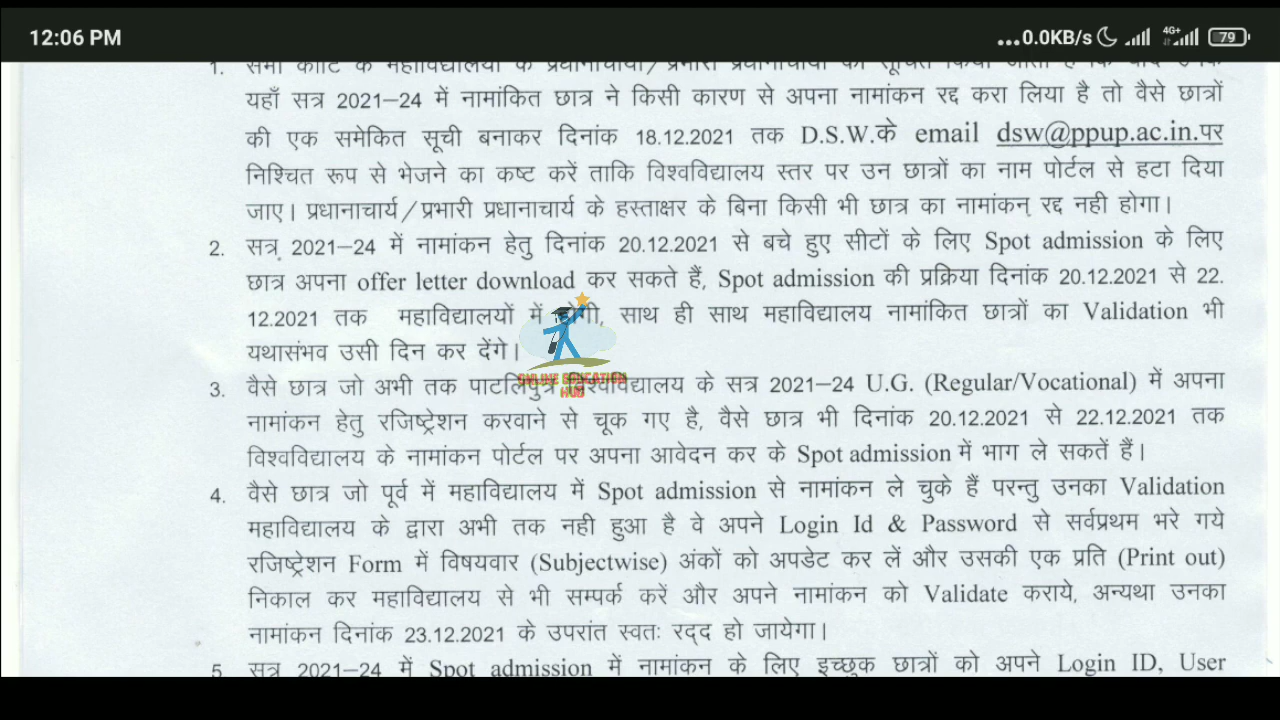 12:06 PM
...0.0KB/s 4G+ 79
1. सभी कोटि के महाविद्यालयों के प्रधानाचार्यों/प्रभारी प्रधानाचार्यों को सूचित किया जाता है कि यदि उनके
यहाँ सत्र 2021–24 में नामांकित छात्र ने किसी कारण से अपना नामांकन रद्द करा लिया है तो वैसे छात्रों
की एक समेकित सूची बनाकर दिनांक 18.12.2021 तक D.S.W.के email dsw@ppup.ac.in.पर
निश्चित रूप से भेजने का कष्ट करें ताकि विश्वविद्यालय स्तर पर उन छात्रों का नाम पोर्टल से हटा दिया
जाए। प्रधानाचार्य/प्रभारी प्रधानाचार्य के हस्ताक्षर के बिना किसी भी छात्र का नामांकन् रद्द नही होगा।
2. सत्र् 2021–24 में नामांकन हेतु दिनांक 20.12.2021 से बचे हुए सीटों के लिए Spot admission के लिए
छात्र अपना offer letter download कर सकते हैं, Spot admission की प्रक्रिया दिनांक 20.12.2021 से 22.
12.2021 तक महाविद्यालयों में होगी, साथ ही साथ महाविद्यालय नामांकित छात्रों का Validation भी
यथासंभव उसी दिन कर देंगे।
ONLINE EDUCATION
HUB
3. वैसे छात्र जो अभी तक पाटलिपुत्र विश्वविद्यालय के सत्र 2021–24 U.G. (Regular/Vocational) में अपना
नामांकन हेतु रजिष्ट्रेशन करवाने से चूक गए है, वैसे छात्र भी दिनांक 20.12.2021 से 22.12.2021 तक
विश्वविद्यालय के नामांकन पोर्टल पर अपना आवेदन कर के Spot admission में भाग ले सकतें हैं।
4. वैसे छात्र जो पूर्व में महाविद्यालय में Spot admission से नामांकन ले चुके हैं परन्तु उनका Validation
महाविद्यालय के द्वारा अभी तक नही हुआ है वे अपने Login Id & Password से सर्वप्रथम भरे गये
रजिष्ट्रेशन Form में विषयवार (Subjectwise) अंकों को अपडेट कर लें और उसकी एक प्रति (Print out)
निकाल कर महाविद्यालय से भी सम्पर्क करें और अपने नामांकन को Validate करायें, अन्यथा उनका
नामांकन दिनांक 23.12.2021 के उपरांत स्वतः रद्द हो जायेगा।
5 सत्र 2021–24 में Spot admission में नामांकन के लिए इच्छुक छात्रों को अपने Login ID, User